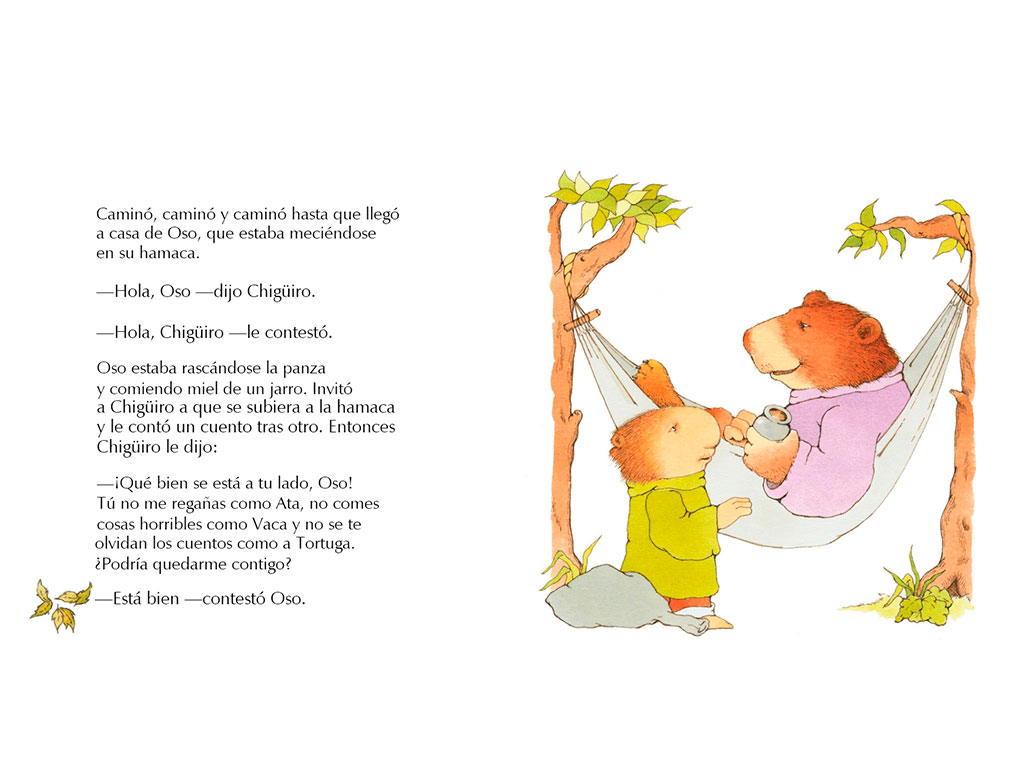 Caminó, caminó y caminó hasta que llegó
a casa de Oso, que estaba meciéndose
en su hamaca.
—Hola, Oso —dijo Chigüiro.
—Hola, Chigüiro —le contestó.
Oso estaba rascándose la panza
y comiendo miel de un jarro. Invitó
a Chigüiro a que se subiera a la hamaca
y le contó un cuento tras otro. Entonces
Chigüiro le dijo:
—¡Qué bien se está a tu lado, Oso!
Tú no me regañas como Ata, no comes
cosas horribles como Vaca y no se te
olvidan los cuentos como a Tortuga.
¿Podría quedarme contigo?
—Está bien —contestó Oso.